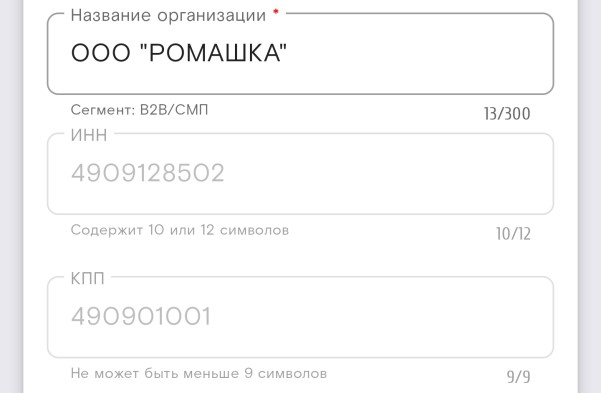 Название организации *
ООО "РОМАШКА"
Сегмент: B2B/СМП 13/300
ИНН
4909128502
Содержит 10 или 12 символов 10/12
КПП
490901001
Не может быть меньше 9 символов 9/9